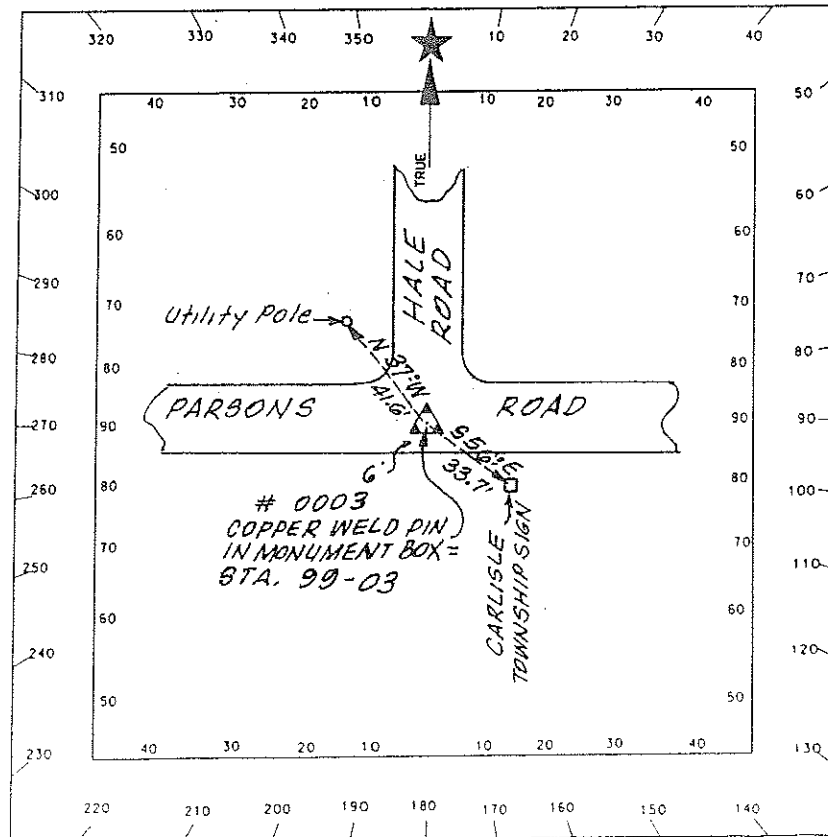 320 330 340 350 10 20 30 40
310 50
40 30 20 10 10 20 30 40
50 50
TRUE
300 60
60 60
HALE
ROAD
290 70
70 70
Utility Pole
280 80
80 80
N 37° W
41.6'
PARSONS ROAD
270 90 90 90
S 56° E
33.7'
6'
260 80 80 100
# 0003
COPPER WELD PIN
IN MONUMENT BOX =
STA. 99-03
CARLISLE
TOWNSHIP SIGN
250 70 70 110
240 60 60 120
50 50
40 30 20 10 10 20 30 40
230 130
220 210 200 190 180 170 160 150 140